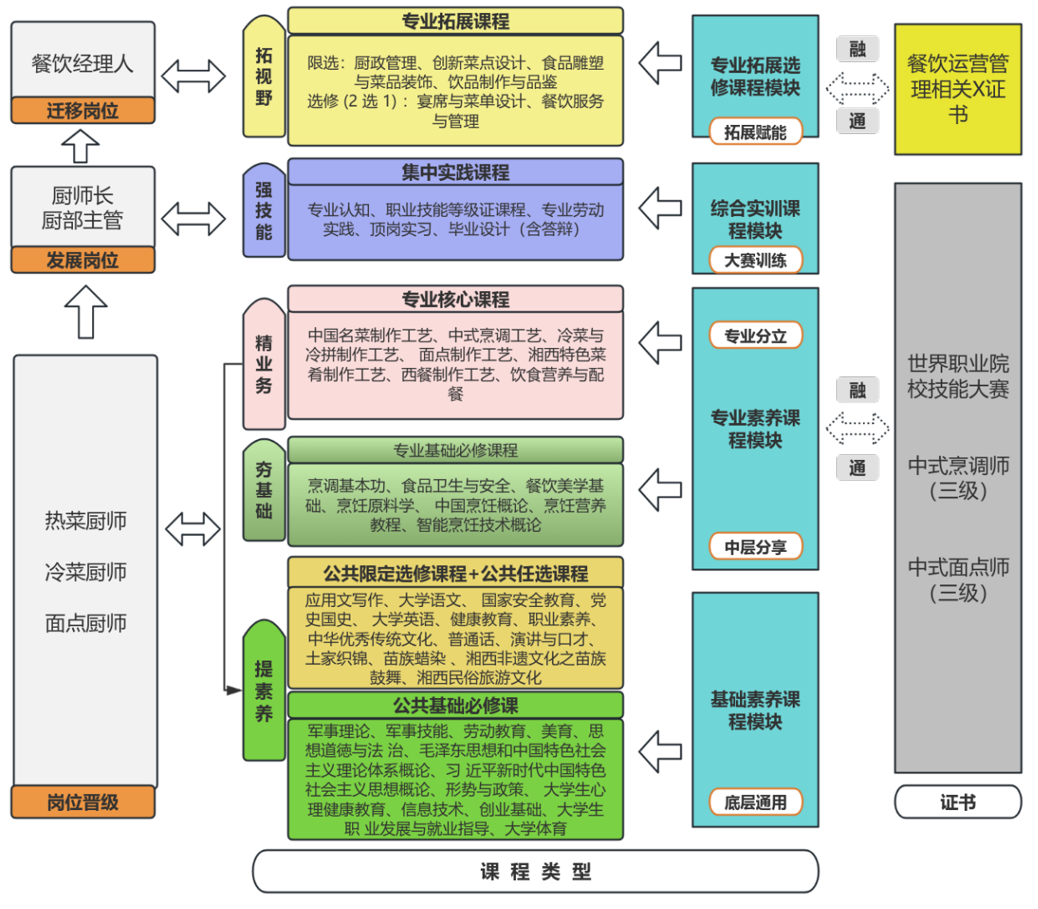 餐饮经理人
迁移岗位
厨师长
厨部主管
发展岗位
热菜厨师
冷菜厨师
面点厨师
岗位晋级
拓视野
专业拓展课程
限选：厨政管理、创新菜点设计、食品雕塑
与菜品装饰、饮品制作与品鉴
选修 (2 选 1)：宴席与菜单设计、餐饮服务
与管理
强技能
集中实践课程
专业认知、职业技能等级证课程、专业劳动
实践、顶岗实习、毕业设计（含答辩）
精业务
专业核心课程
中国名菜制作工艺、中式烹调工艺、冷菜与
冷拼制作工艺、 面点制作工艺、湘西特色菜
肴制作工艺、西餐制作工艺、饮食营养与配
餐
夯基础
专业基础必修课程
烹调基本功、食品卫生与安全、餐饮美学基
础、烹饪原料学、 中国烹饪概论、烹饪营养
教程、智能烹饪技术概论
提素养
公共限定选修课程+公共任选课程
应用文写作、大学语文、 国家安全教育、党
史国史、 大学英语、健康教育、职业素养、
中华优秀传统文化、普通话、演讲与口才、
土家织锦、苗族蜡染 、湘西非遗文化之苗族
鼓舞、湘西民俗旅游文化
公共基础必修课
军事理论、军事技能、劳动教育、美育、思
想道德与法 治、毛泽东思想和中国特色社会
主义理论体系概论、习 近平新时代中国特色
社会主义思想概论、形势与政策、 大学生心
理健康教育、信息技术、创业基础、大学生
职 业发展与就业指导、大学体育
课 程 类 型
专业拓展选
修课程模块
拓展赋能
综合实训课
程模块
大赛训练
专业分立
专业素养课
程模块
中层分享
基础素养课
程模块
底层通用
融
通
融
通
餐饮运营管
理相关X证
书
世界职业院
校技能大赛
中式烹调师
（三级）
中式面点师
（三级）
证书